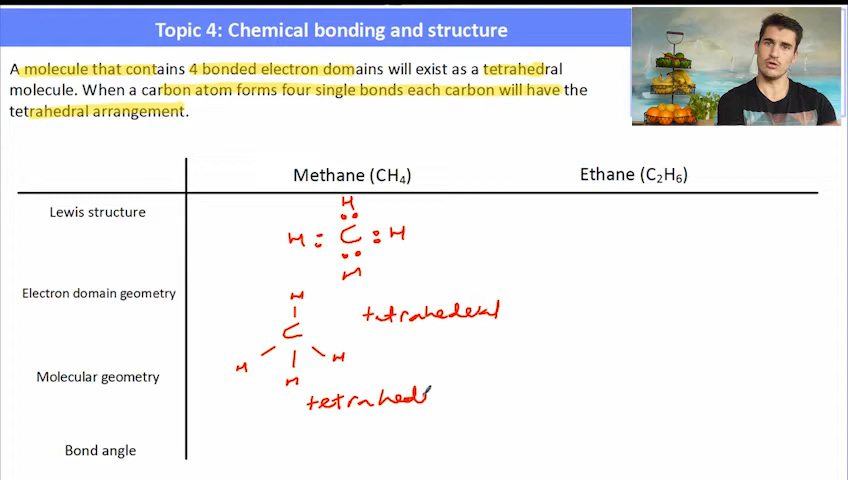 Topic 4: Chemical bonding and structure
A molecule that contains 4 bonded electron domains will exist as a tetrahedral
molecule. When a carbon atom forms four single bonds each carbon will have the
tetrahedral arrangement.
Methane (CH4)
Ethane (C2H6)
Lewis structure
H
H : C : H
H
Electron domain geometry
H
tetrahederal
C
H H
H
Molecular geometry
tetrahedr
Bond angle